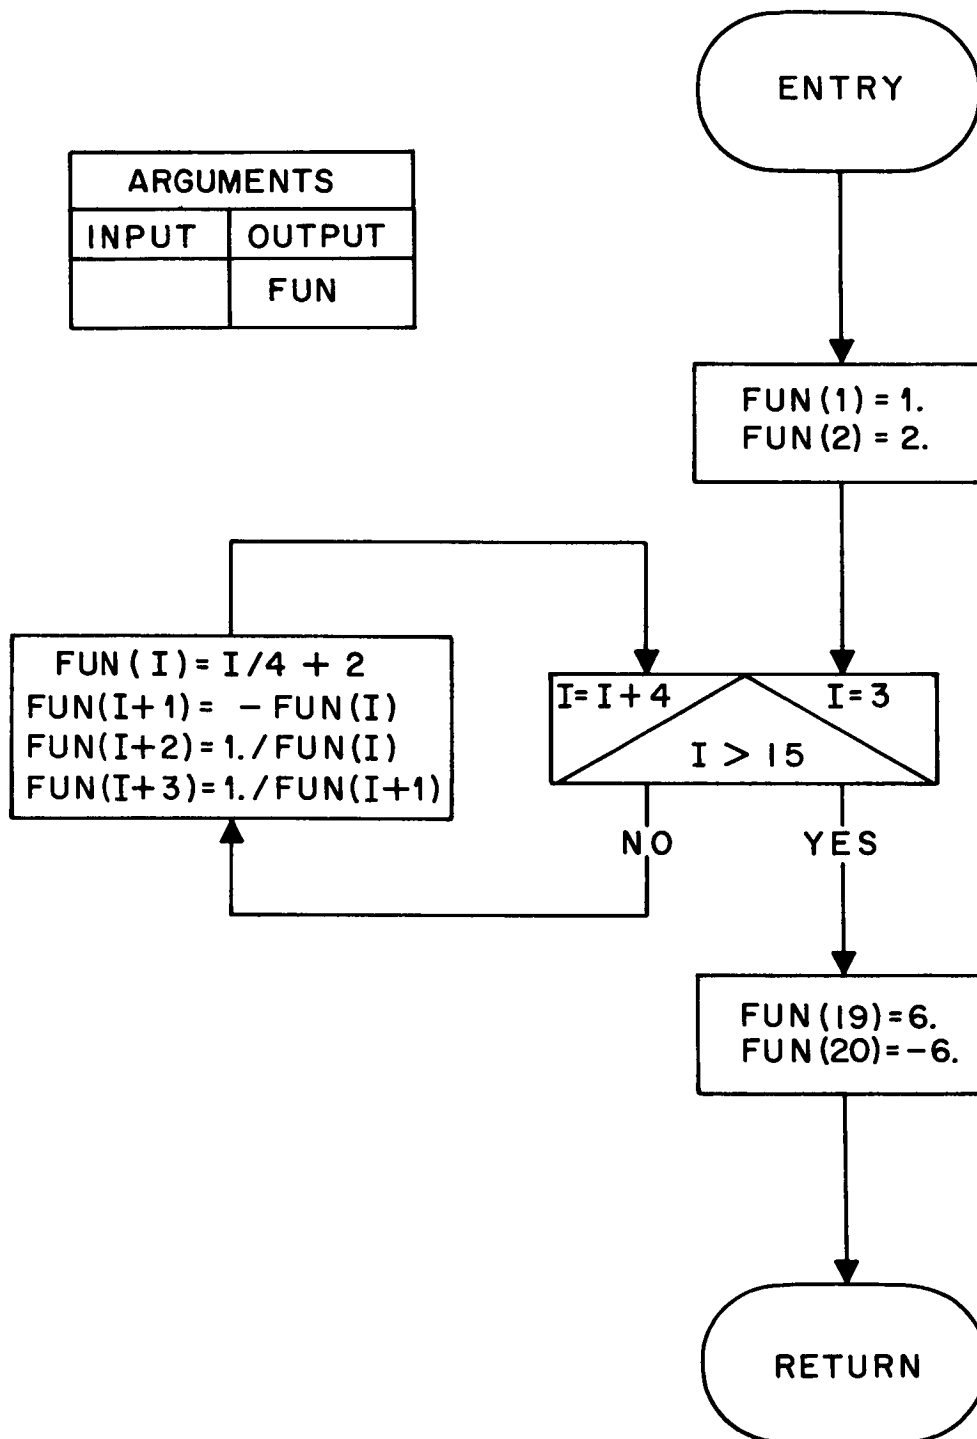 ENTRY
ARGUMENTS
INPUT OUTPUT
FUN
FUN(1) = 1.
FUN(2) = 2.
FUN(I) = I/4 + 2
FUN(I+1) = - FUN(I)
FUN(I+2) = 1./FUN(I)
FUN(I+3) = 1./FUN(I+1)
I=I+4
I=3
I > 15
NO
YES
FUN(19)=6.
FUN(20)=-6.
RETURN